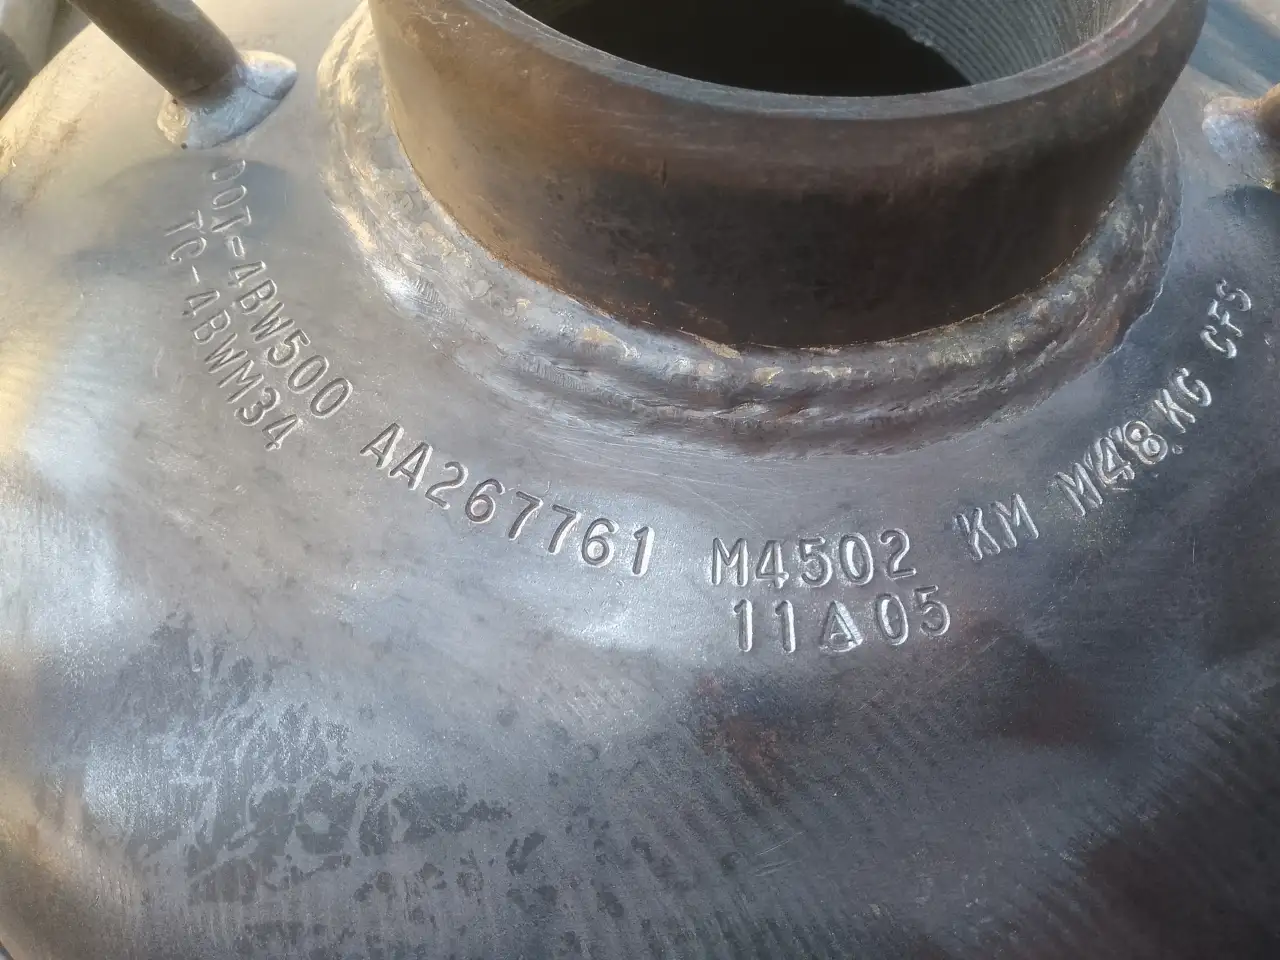 DOT-4BW500 AA267761 M4502 KM M48 KG CFS
TC-4BWM34
11 05